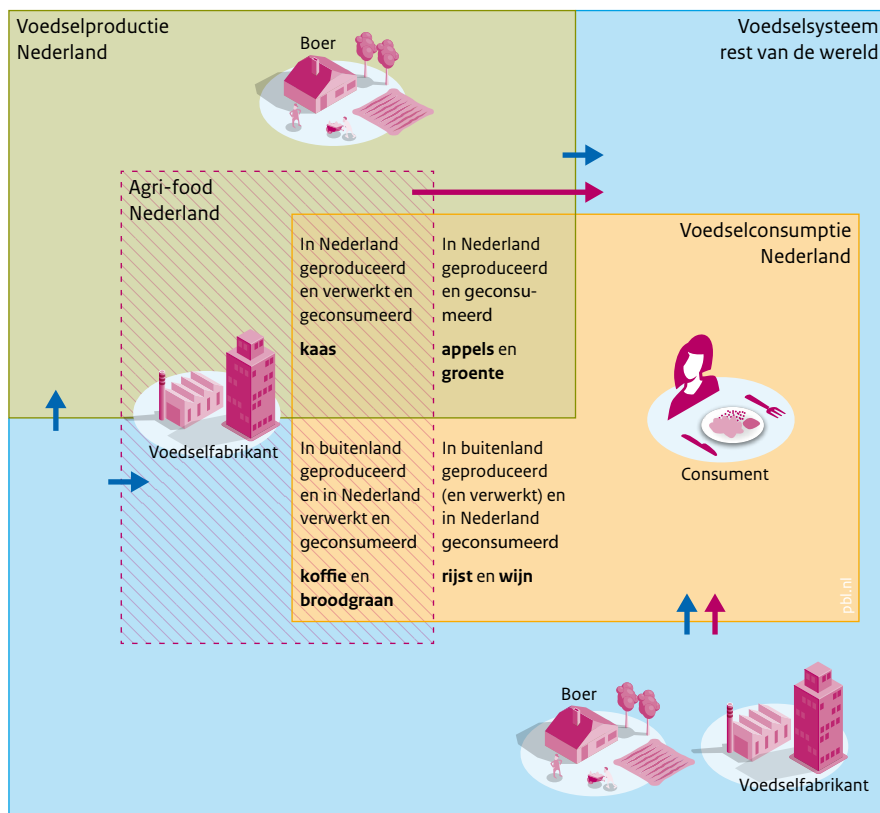 Voedselproductie
Nederland
Boer
Voedselsysteem
rest van de wereld
Agri-food
Nederland
Voedselconsumptie
Nederland
In Nederland
geproduceerd
en verwerkt en
geconsumeerd
kaas
In Nederland
geproduceerd
en geconsu-
meerd
appels en
groente
Voedselfabrikant
In buitenland
geproduceerd
en in Nederland
verwerkt en
geconsumeerd
koffie en
broodgraan
In buitenland
geproduceerd
(en verwerkt) en
in Nederland
geconsumeerd
rijst en wijn
Consument
pbl.nl
Boer
Voedselfabrikant